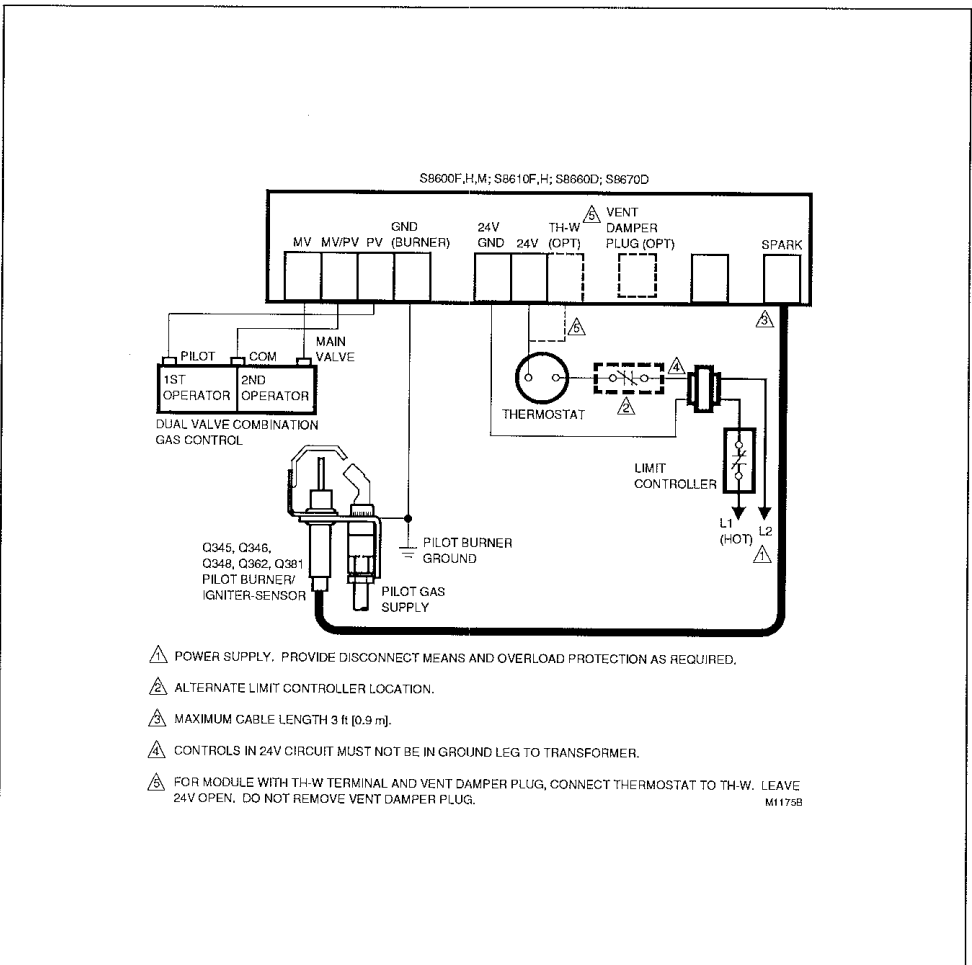 S8600F,H,M; S8610F,H; S8660D; S8670D
MV MV/PV PV GND (BURNER)
24V GND
24V
TH-W (OPT)
5
VENT DAMPER PLUG (OPT)
SPARK
3
5
PILOT
COM
MAIN VALVE
1ST OPERATOR
2ND OPERATOR
DUAL VALVE COMBINATION
GAS CONTROL
THERMOSTAT
2
4
LIMIT
CONTROLLER
L1
(HOT)
L2
1
Q345, Q346,
Q348, Q362, Q381
PILOT BURNER/
IGNITER-SENSOR
PILOT BURNER
GROUND
PILOT GAS
SUPPLY
1 POWER SUPPLY. PROVIDE DISCONNECT MEANS AND OVERLOAD PROTECTION AS REQUIRED.
2 ALTERNATE LIMIT CONTROLLER LOCATION.
3 MAXIMUM CABLE LENGTH 3 ft [0.9 m].
4 CONTROLS IN 24V CIRCUIT MUST NOT BE IN GROUND LEG TO TRANSFORMER.
5 FOR MODULE WITH TH-W TERMINAL AND VENT DAMPER PLUG, CONNECT THERMOSTAT TO TH-W. LEAVE
24V OPEN. DO NOT REMOVE VENT DAMPER PLUG.
M1175B